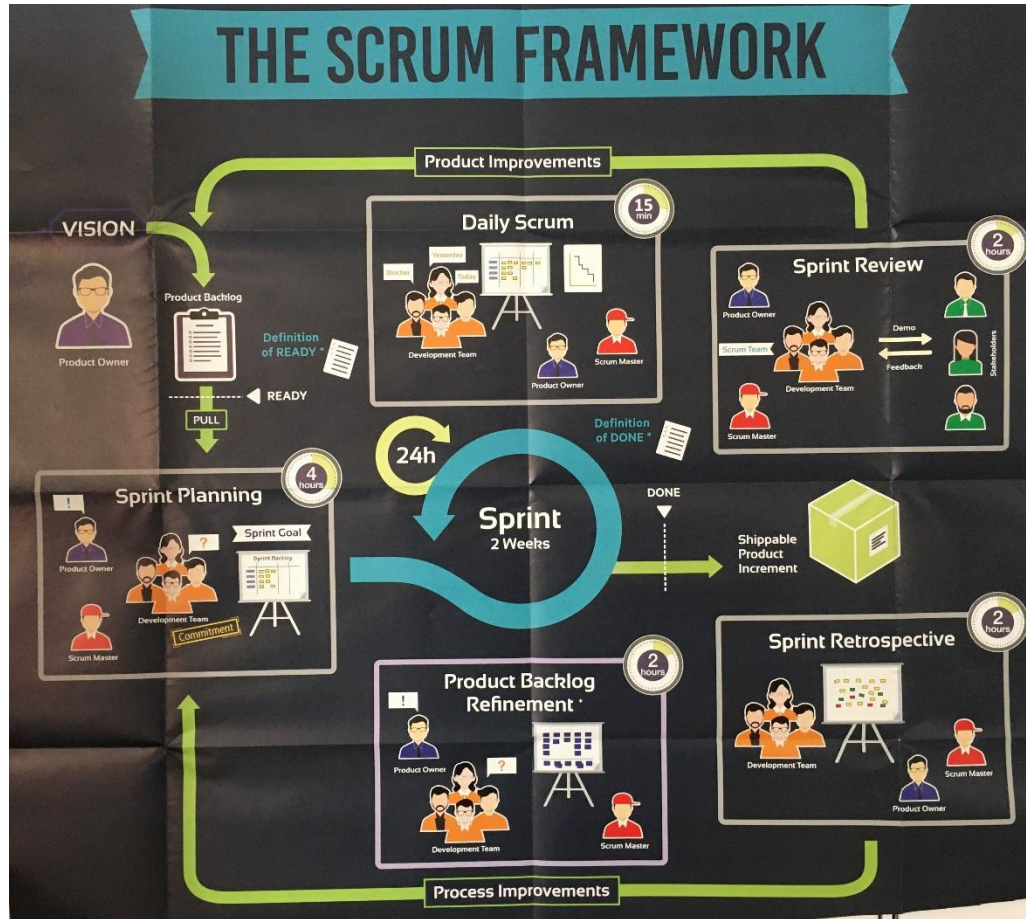 THE SCRUM FRAMEWORK
Product Improvements
VISION
Product Owner
Product Backlog
Definition
of READY *
READY
PULL
Daily Scrum
15
min
Yesterday
Blocker
Today
Development Team
Product Owner
Scrum Master
Sprint Review
2
hours
Product Owner
Scrum Team
Development Team
Scrum Master
Demo
Feedback
Stakeholders
24h
Definition
of DONE *
Sprint Planning
4
hours
!
Product Owner
?
Development Team
Scrum Master
Sprint Goal
Sprint Backlog
Commitment
Sprint
2 Weeks
DONE
Shippable
Product
Increment
Product Backlog
Refinement *
2
hours
!
Product Owner
?
Development Team
Scrum Master
Sprint Retrospective
2
hours
Development Team
Scrum Master
Product Owner
Process Improvements